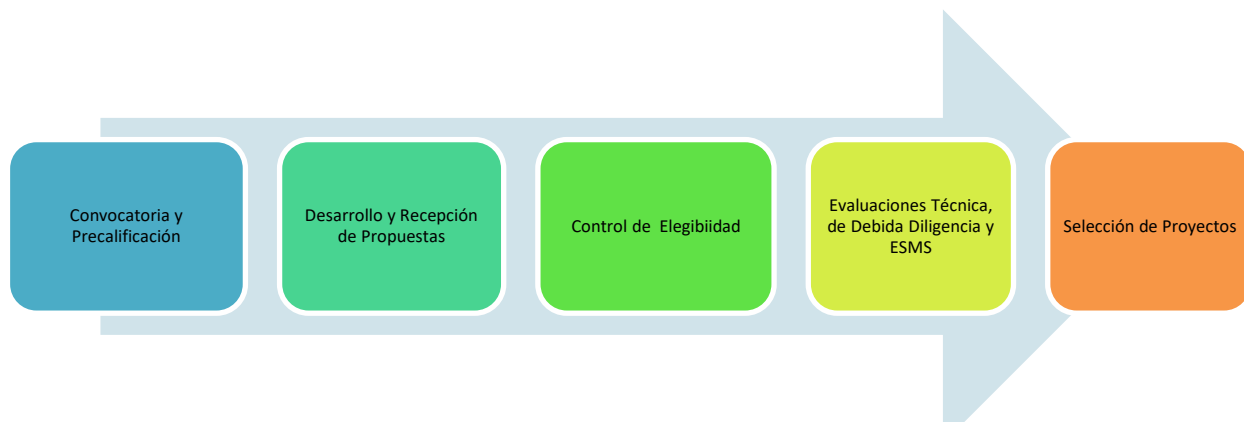 Convocatoria y
Precalificación
Desarrollo y Recepción
de Propuestas
Control de Elegibiidad
Evaluaciones Técnica,
de Debida Diligencia y
ESMS
Selección de Proyectos